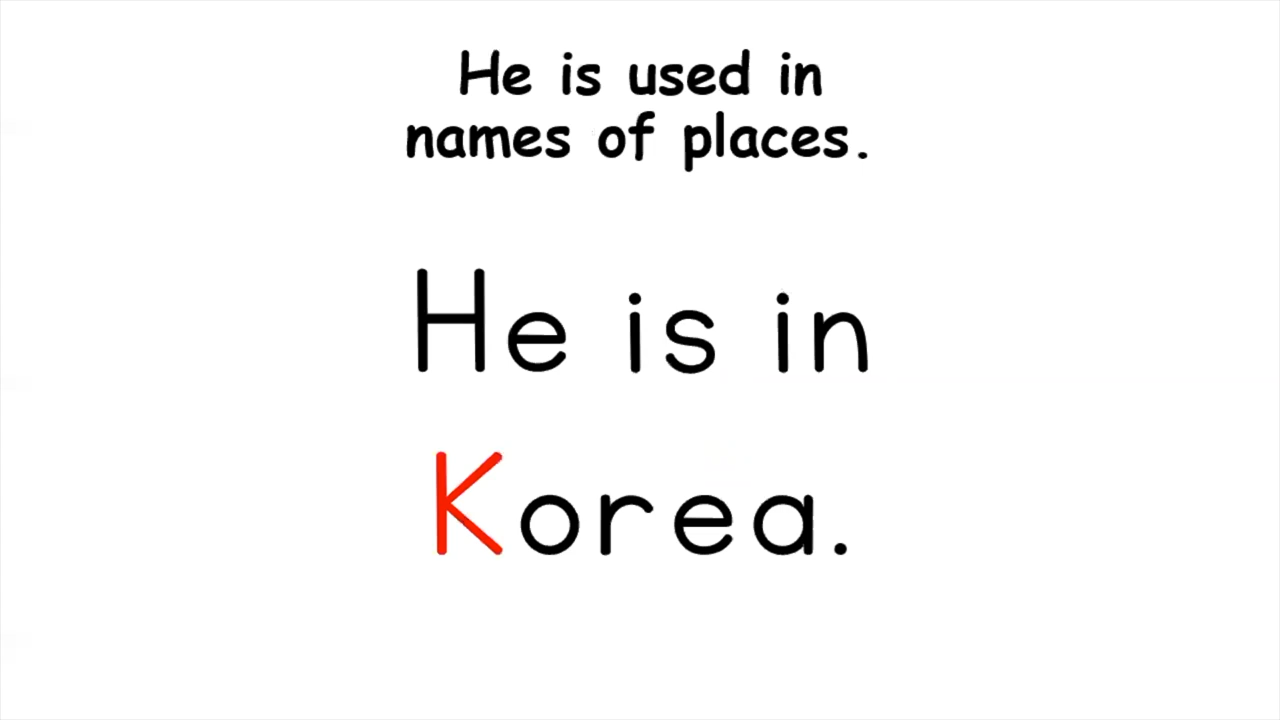 He is used in
names of places.
He is in
Korea.